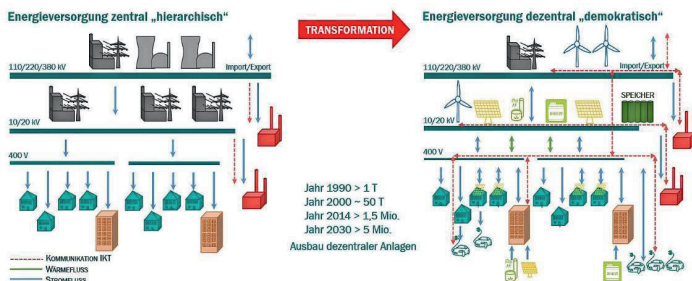 Energieversorgung zentral „hierarchisch“
110/220/380 kV
Import/Export
10/20 kV
400 V
KOMMUNIKATION IKT
WÄRMEFLUSS
STROMFLUSS
TRANSFORMATION
Jahr 1990 > 1 T
Jahr 2000 ~ 50 T
Jahr 2014 > 1,5 Mio.
Jahr 2030 > 5 Mio.
Ausbau dezentraler Anlagen
Energieversorgung dezentral „demokratisch“
110/220/380 kV
Import/Export
SPEICHER
10/20 kV
400 V